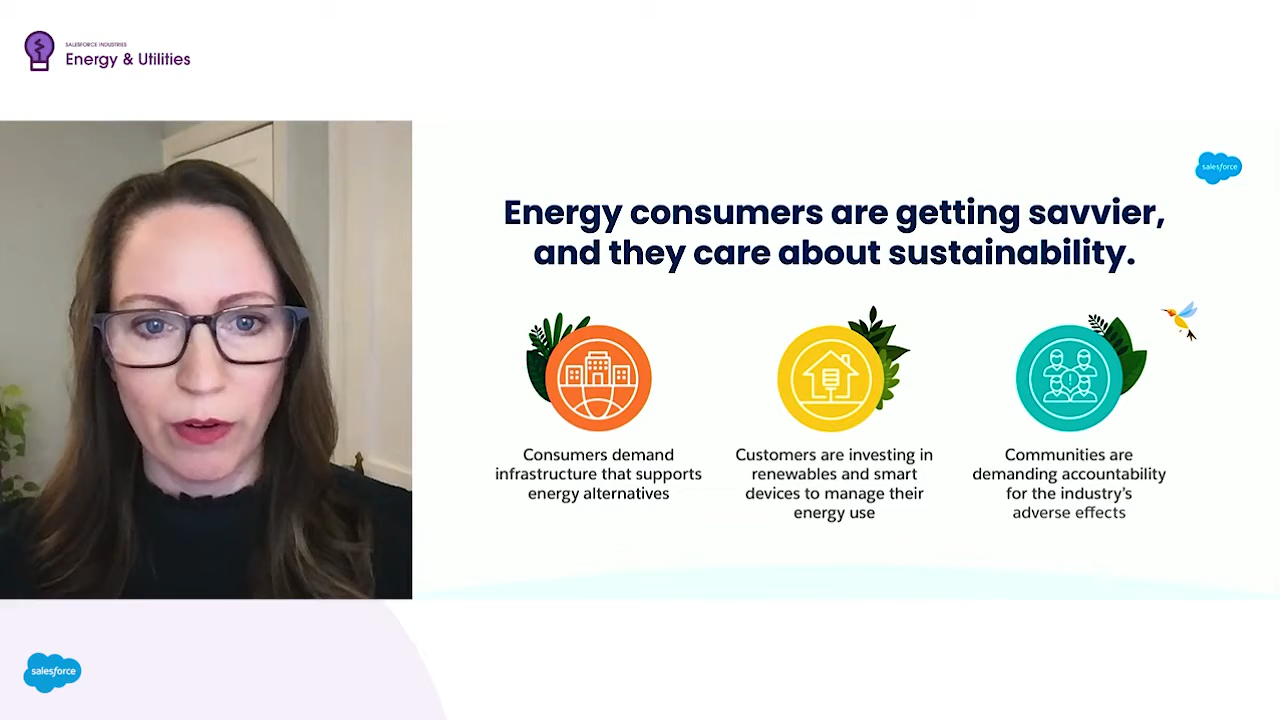 SALESFORCE INDUSTRIES
Energy & Utilities
salesforce
Energy consumers are getting savvier,
and they care about sustainability.
Consumers demand
infrastructure that supports
energy alternatives
Customers are investing in
renewables and smart
devices to manage their
energy use
Communities are
demanding accountability
for the industry's
adverse effects
salesforce